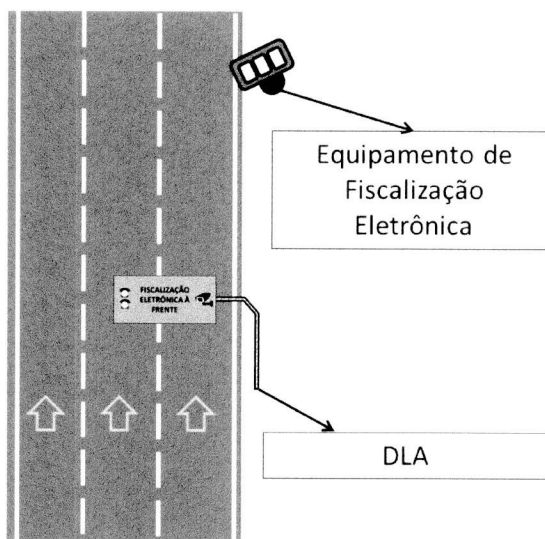 Equipamento de
Fiscalização
Eletrônica
FISCALIZAÇÃO
ELETRÔNICA À
FRENTE
DLA